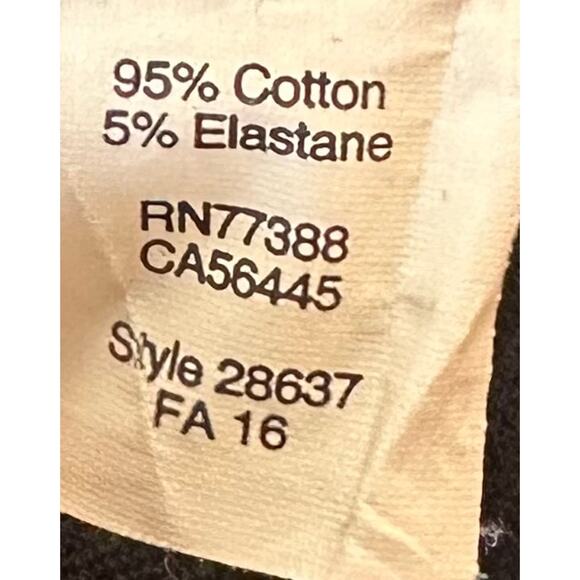 95% Cotton
5% Elastane
RN77388
CA56445
Style 28637
FA 16